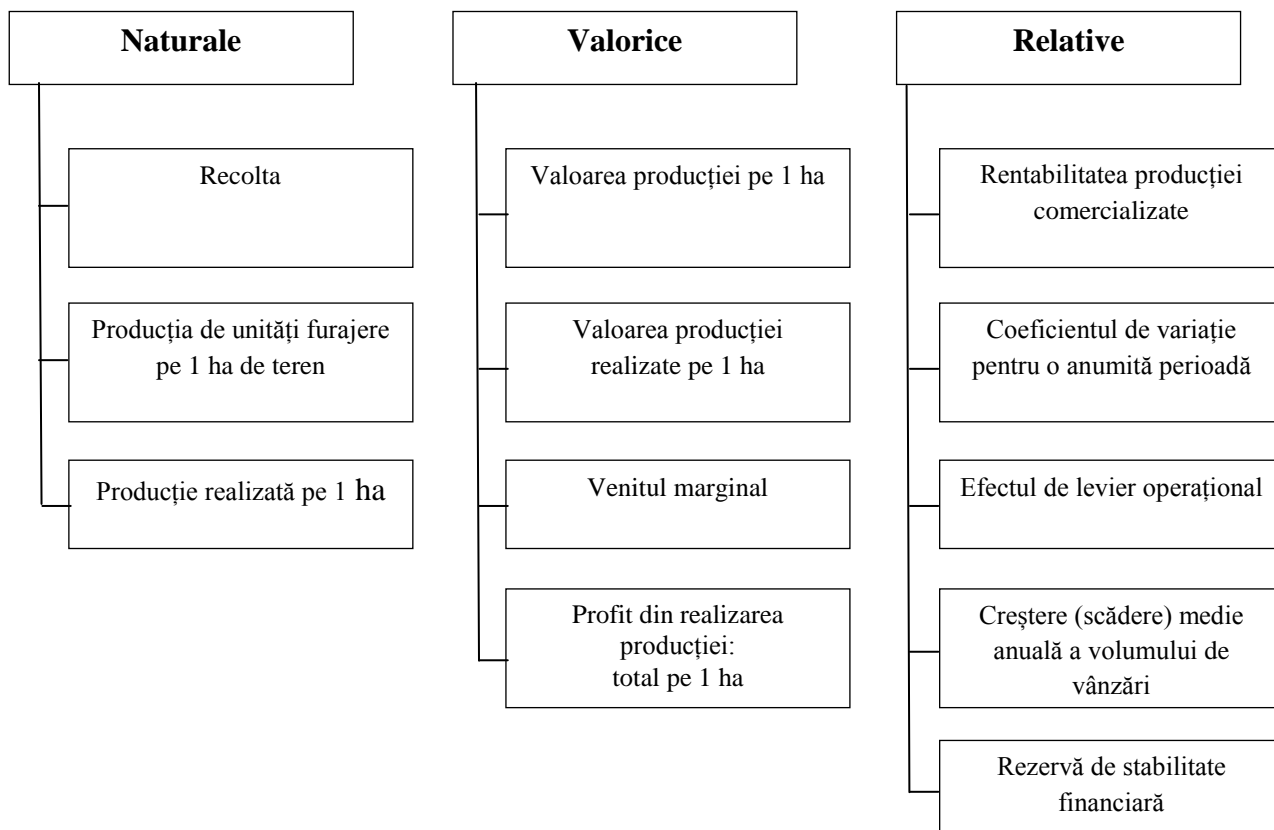 Naturale
Recolta
Producția de unități furajere
pe 1 ha de teren
Producție realizată pe 1 ha
Valorice
Valoarea producției pe 1 ha
Valoarea producției
realizate pe 1 ha
Venitul marginal
Profit din realizarea
producției:
total pe 1 ha
Relative
Rentabilitatea producției
comercializate
Coeficientul de variație
pentru o anumită perioadă
Efectul de levier operațional
Creștere (scădere) medie
anuală a volumului de
vânzări
Rezervă de stabilitate
financiară